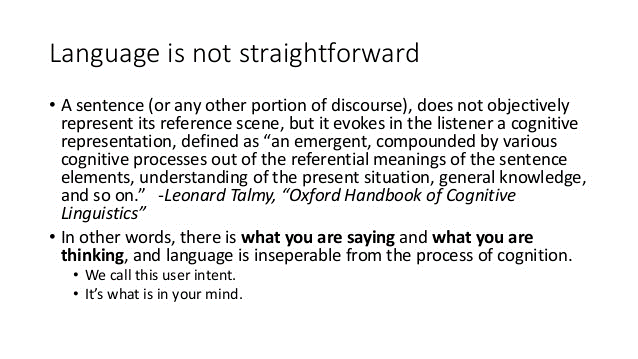 Language is not straightforward
• A sentence (or any other portion of discourse), does not objectively
represent its reference scene, but it evokes in the listener a cognitive
representation, defined as “an emergent, compounded by various
cognitive processes out of the referential meanings of the sentence
elements, understanding of the present situation, general knowledge,
and so on.” -Leonard Talmy, “Oxford Handbook of Cognitive
Linguistics”
• In other words, there is what you are saying and what you are
thinking, and language is inseperable from the process of cognition.
• We call this user intent.
• It’s what is in your mind.